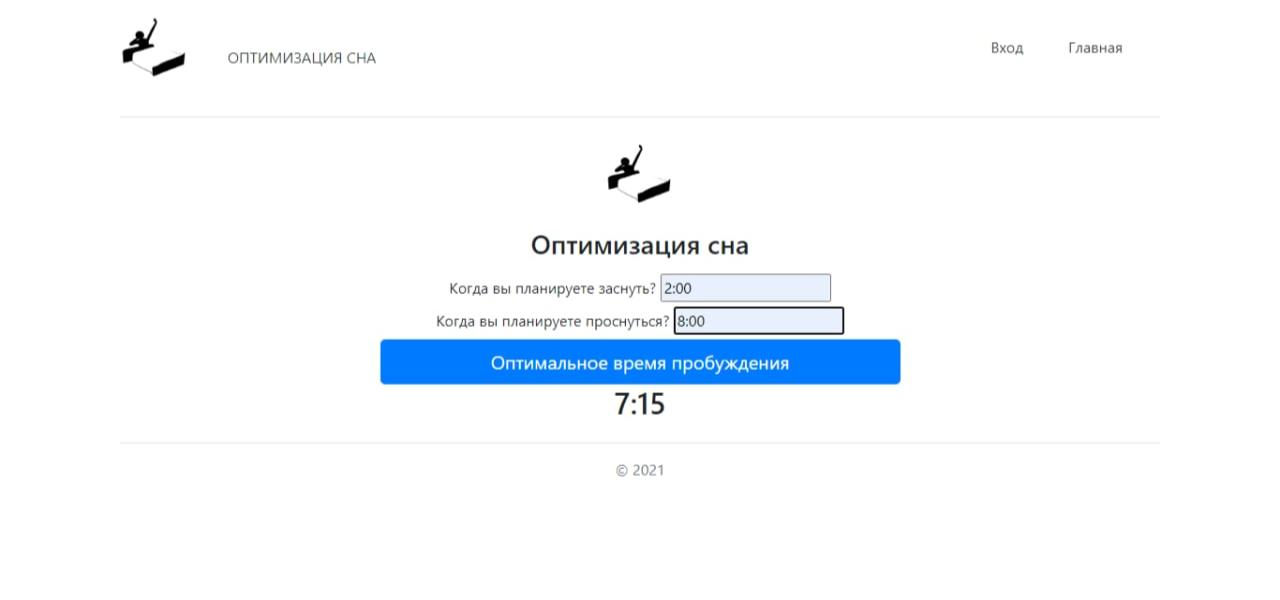 ОПТИМИЗАЦИЯ СНА
Вход Главная
Оптимизация сна
Когда вы планируете заснуть? 2:00
Когда вы планируете проснуться? 8:00
Оптимальное время пробуждения
7:15
© 2021